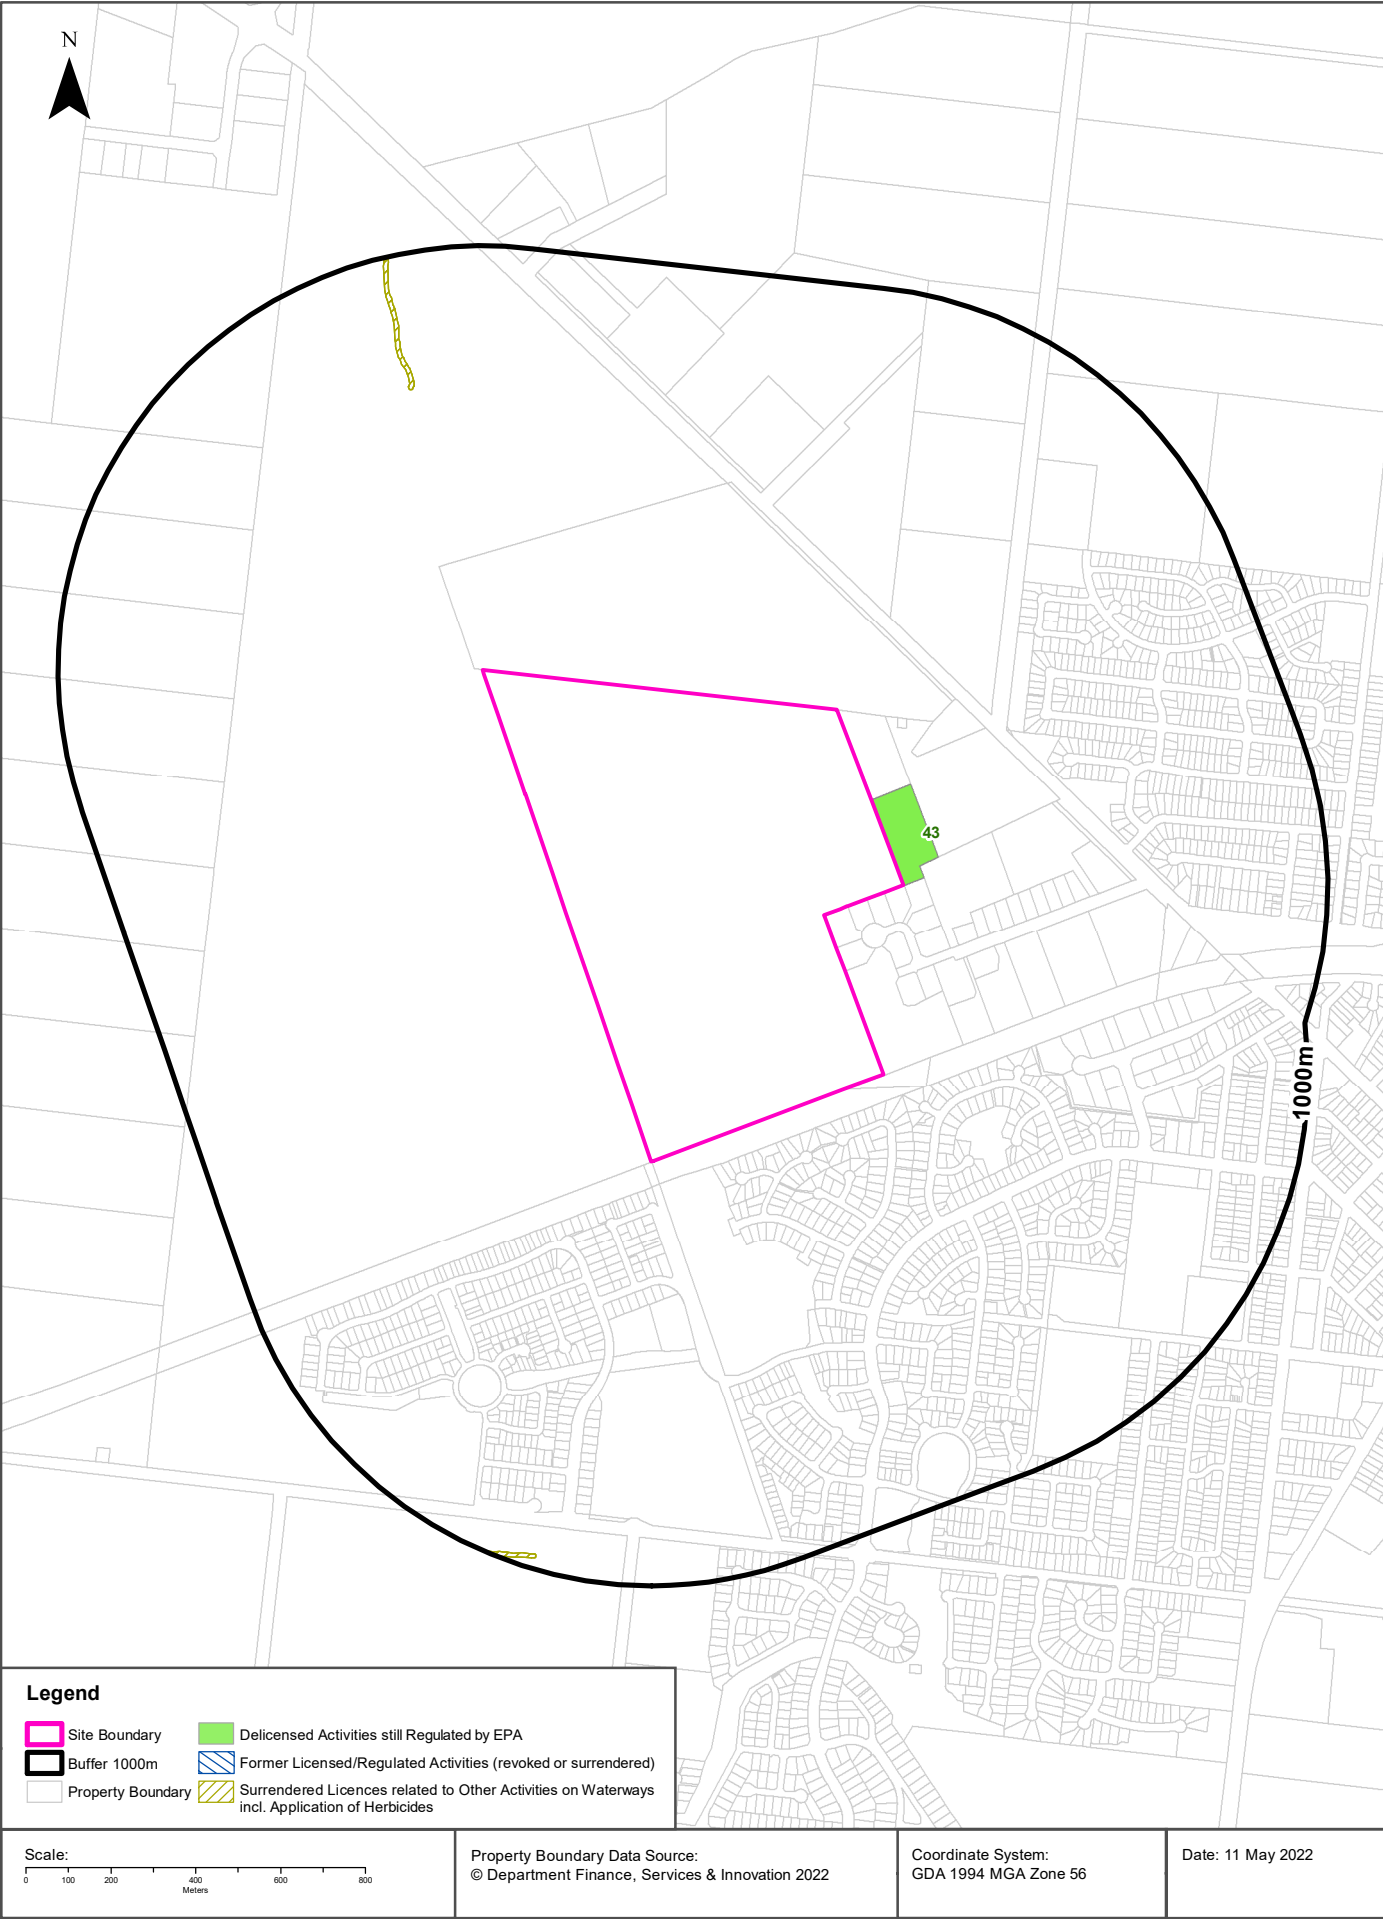 N
43
1000m
Legend
Site Boundary
Buffer 1000m
Property Boundary
Delicensed Activities still Regulated by EPA
Former Licensed/Regulated Activities (revoked or surrendered)
Surrendered Licences related to Other Activities on Waterways
incl. Application of Herbicides
Scale:
0 100 200 400 600 800
Meters
Property Boundary Data Source:
© Department Finance, Services & Innovation 2022
Coordinate System:
GDA 1994 MGA Zone 56
Date: 11 May 2022